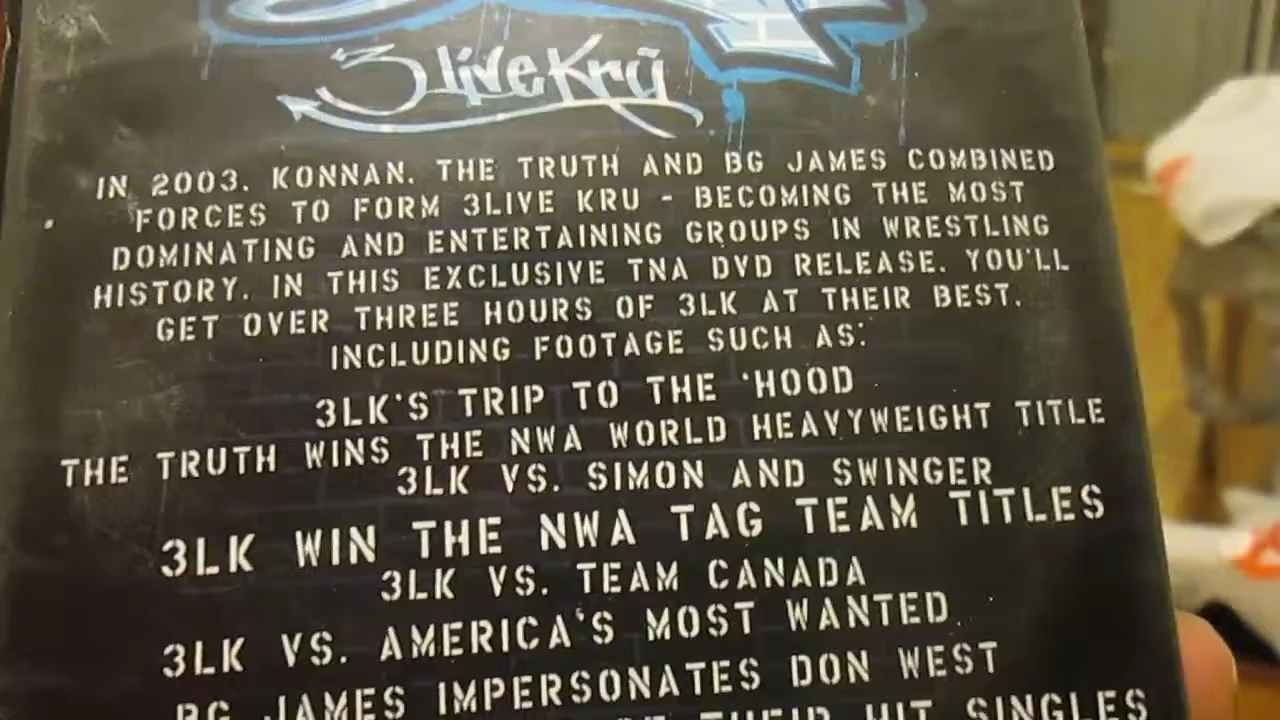 3LiveKru
IN 2003. KONNAN. THE TRUTH AND BG JAMES COMBINED
FORCES TO FORM 3LIVE KRU - BECOMING THE MOST
DOMINATING AND ENTERTAINING GROUPS IN WRESTLING
HISTORY. IN THIS EXCLUSIVE TNA DVD RELEASE. YOU'LL
GET OVER THREE HOURS OF 3LK AT THEIR BEST.
INCLUDING FOOTAGE SUCH AS:
3LK'S TRIP TO THE 'HOOD
THE TRUTH WINS THE NWA WORLD HEAVYWEIGHT TITLE
3LK VS. SIMON AND SWINGER
3LK WIN THE NWA TAG TEAM TITLES
3LK VS. TEAM CANADA
3LK VS. AMERICA'S MOST WANTED
BG JAMES IMPERSONATES DON WEST
THEIR HIT SINGLES